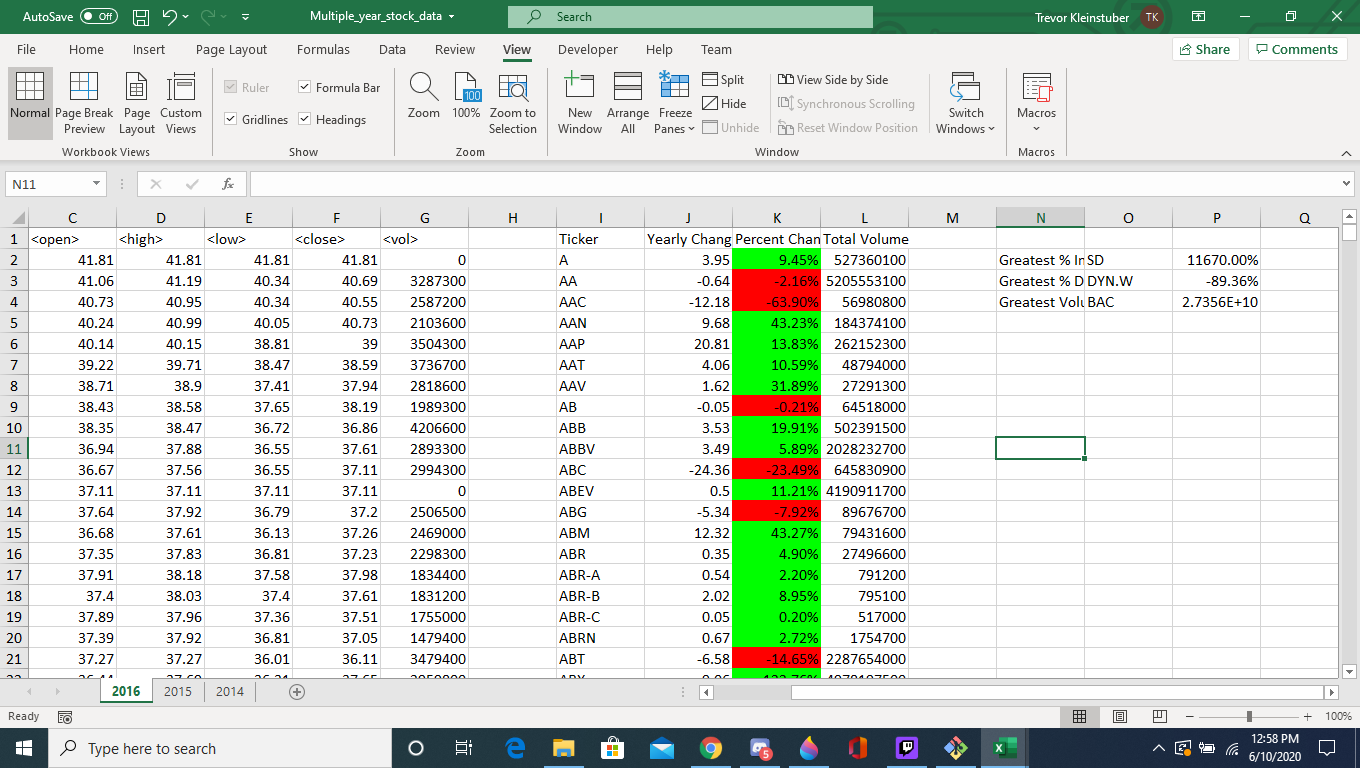 AutoSave Off Multiple_year_stock_data Search Trevor Kleinstuber TK
File Home Insert Page Layout Formulas Data Review View Developer Help Team Share Comments
Normal Page Break Preview Page Layout Custom Views
Workbook Views
Ruler Formula Bar
Gridlines Headings
Show
Zoom 100 100% Zoom to Selection
Zoom
New Window Arrange All Freeze Panes
Split
Hide
Unhide
View Side by Side
Synchronous Scrolling
Reset Window Position
Switch Windows
Window
Macros
Macros
N11 fx
C D E F G H I J K L M N O P Q
1 <open> <high> <low> <close> <vol> Ticker Yearly Chang Percent Chan Total Volume
2 41.81 41.81 41.81 41.81 0 A 3.95 9.45% 527360100 Greatest % In SD 11670.00%
3 41.06 41.19 40.34 40.69 3287300 AA -0.64 -2.16% 5205553100 Greatest % D DYN.W -89.36%
4 40.73 40.95 40.34 40.55 2587200 AAC -12.18 -63.90% 56980800 Greatest Volu BAC 2.7356E+10
5 40.24 40.99 40.05 40.73 2103600 AAN 9.68 43.23% 184374100
6 40.14 40.15 38.81 39 3504300 AAP 20.81 13.83% 262152300
7 39.22 39.71 38.47 38.59 3736700 AAT 4.06 10.59% 48794000
8 38.71 38.9 37.41 37.94 2818600 AAV 1.62 31.89% 27291300
9 38.43 38.58 37.65 38.19 1989300 AB -0.05 -0.21% 64518000
10 38.35 38.47 36.72 36.86 4206600 ABB 3.53 19.91% 502391500
11 36.94 37.88 36.55 37.61 2893300 ABBV 3.49 5.89% 2028232700
12 36.67 37.56 36.55 37.11 2994300 ABC -24.36 -23.49% 645830900
13 37.11 37.11 37.11 37.11 0 ABEV 0.5 11.21% 4190911700
14 37.64 37.92 36.79 37.2 2506500 ABG -5.34 -7.92% 89676700
15 36.68 37.61 36.13 37.26 2469000 ABM 12.32 43.27% 79431600
16 37.35 37.83 36.81 37.23 2298300 ABR 0.35 4.90% 27496600
17 37.91 38.18 37.58 37.98 1834400 ABR-A 0.54 2.20% 791200
18 37.4 38.03 37.4 37.61 1831200 ABR-B 2.02 8.95% 795100
19 37.89 37.96 37.36 37.51 1755000 ABR-C 0.05 0.20% 517000
20 37.39 37.92 36.81 37.05 1479400 ABRN 0.67 2.72% 1754700
21 37.27 37.27 36.01 36.11 3479400 ABT -6.58 -14.65% 2287654000
2016 2015 2014
Ready 100%
Type here to search 5 12:58 PM
6/10/2020